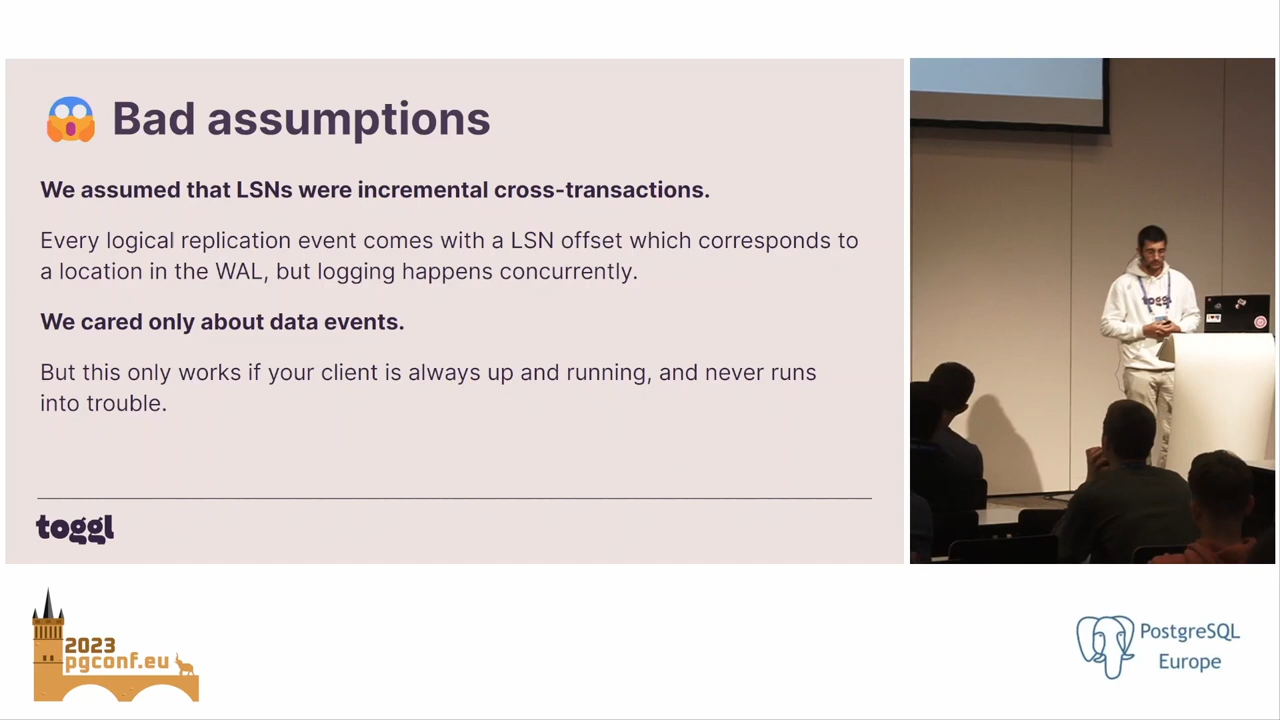 Bad assumptions
We assumed that LSNs were incremental cross-transactions.
Every logical replication event comes with a LSN offset which corresponds to
a location in the WAL, but logging happens concurrently.
We cared only about data events.
But this only works if your client is always up and running, and never runs
into trouble.
toggl
toggl
2023
pgconf.eu
PostgreSQL
Europe